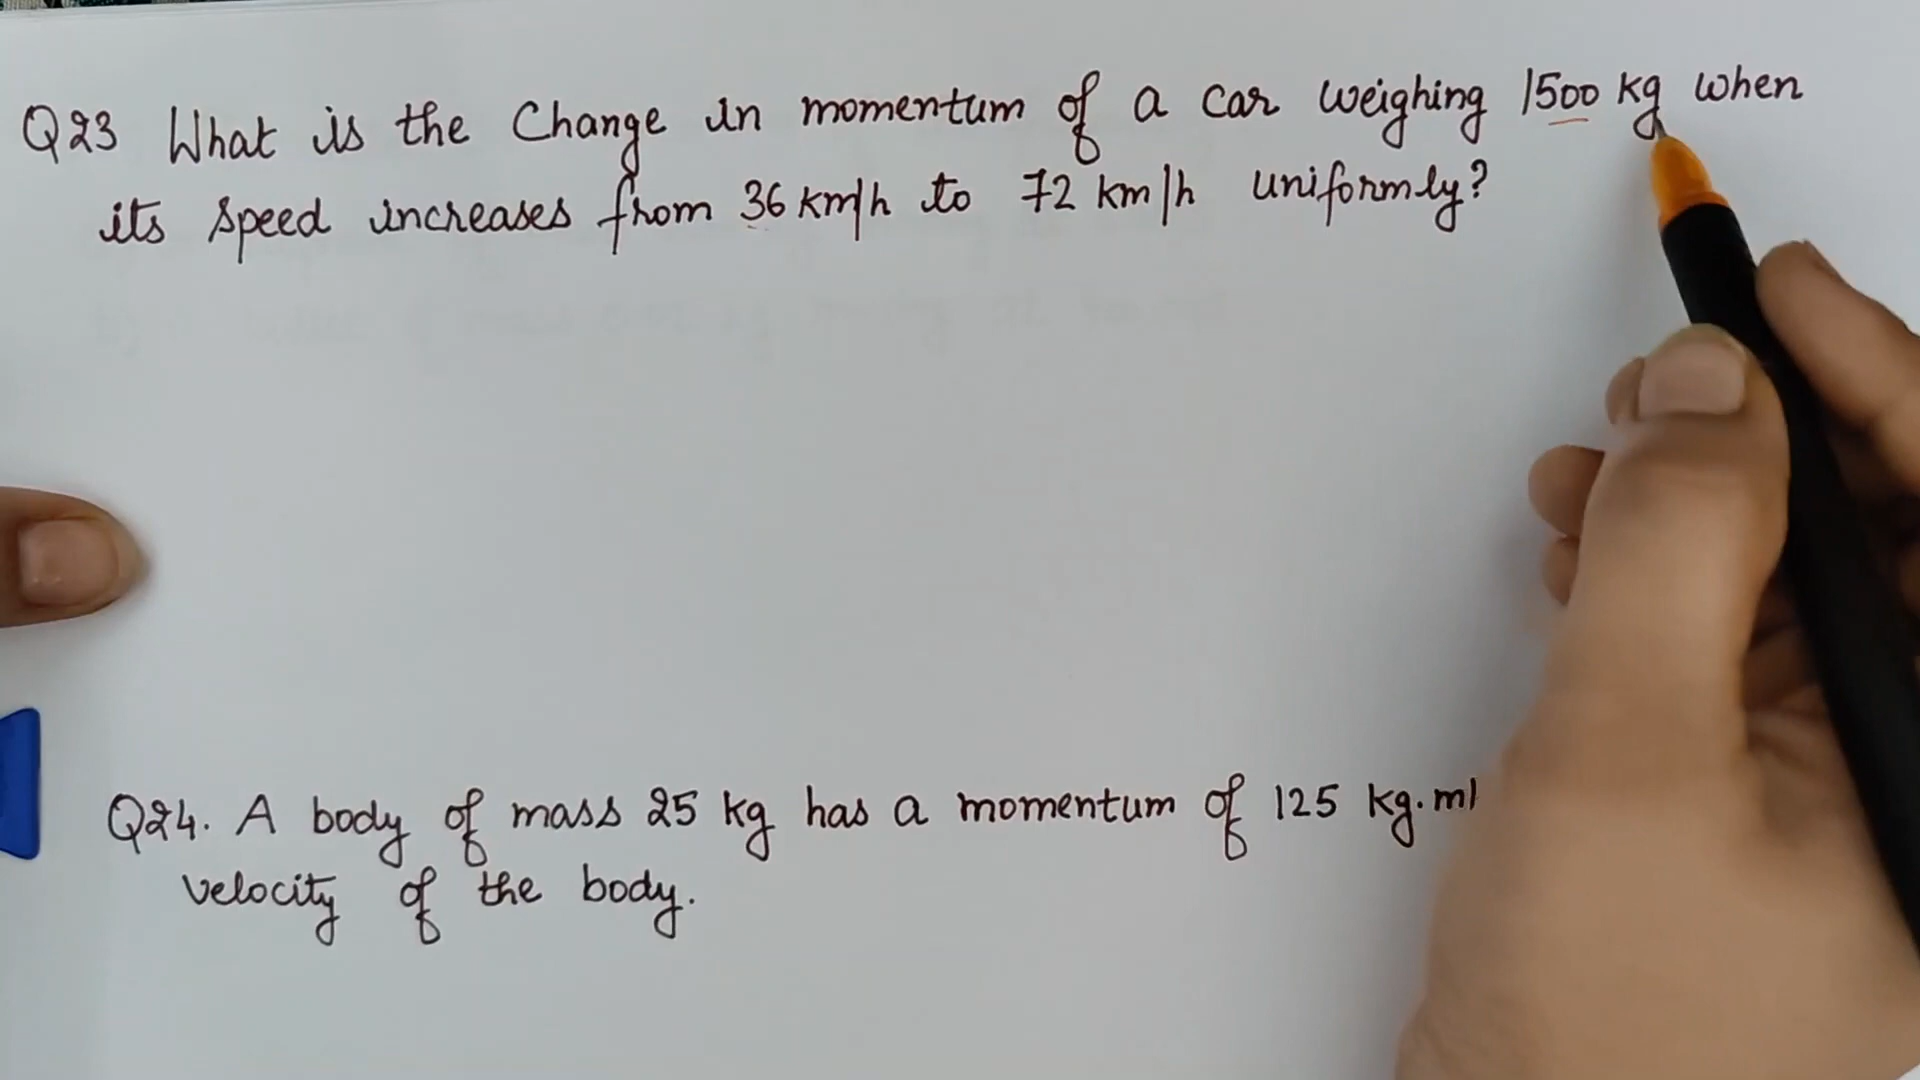 Q23 What is the Change in momentum of a car weighing 1500 kg when
its speed increases from 36 km/h to 72 km/h uniformly?
Q24. A body of mass 25 kg has a momentum of 125 kg.m/
velocity of the body.